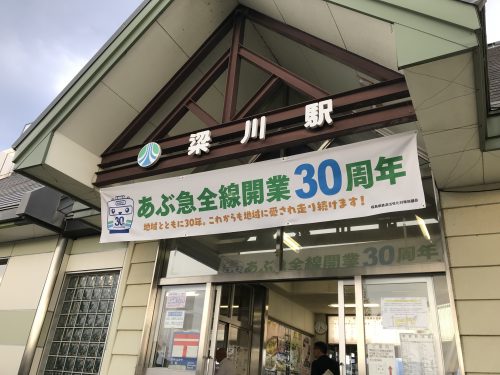 梁川駅
あぶ急全線開業30周年
地域とともに30年。これからも地域に愛され走り続けます！
30
あぶ急全線開業30周年